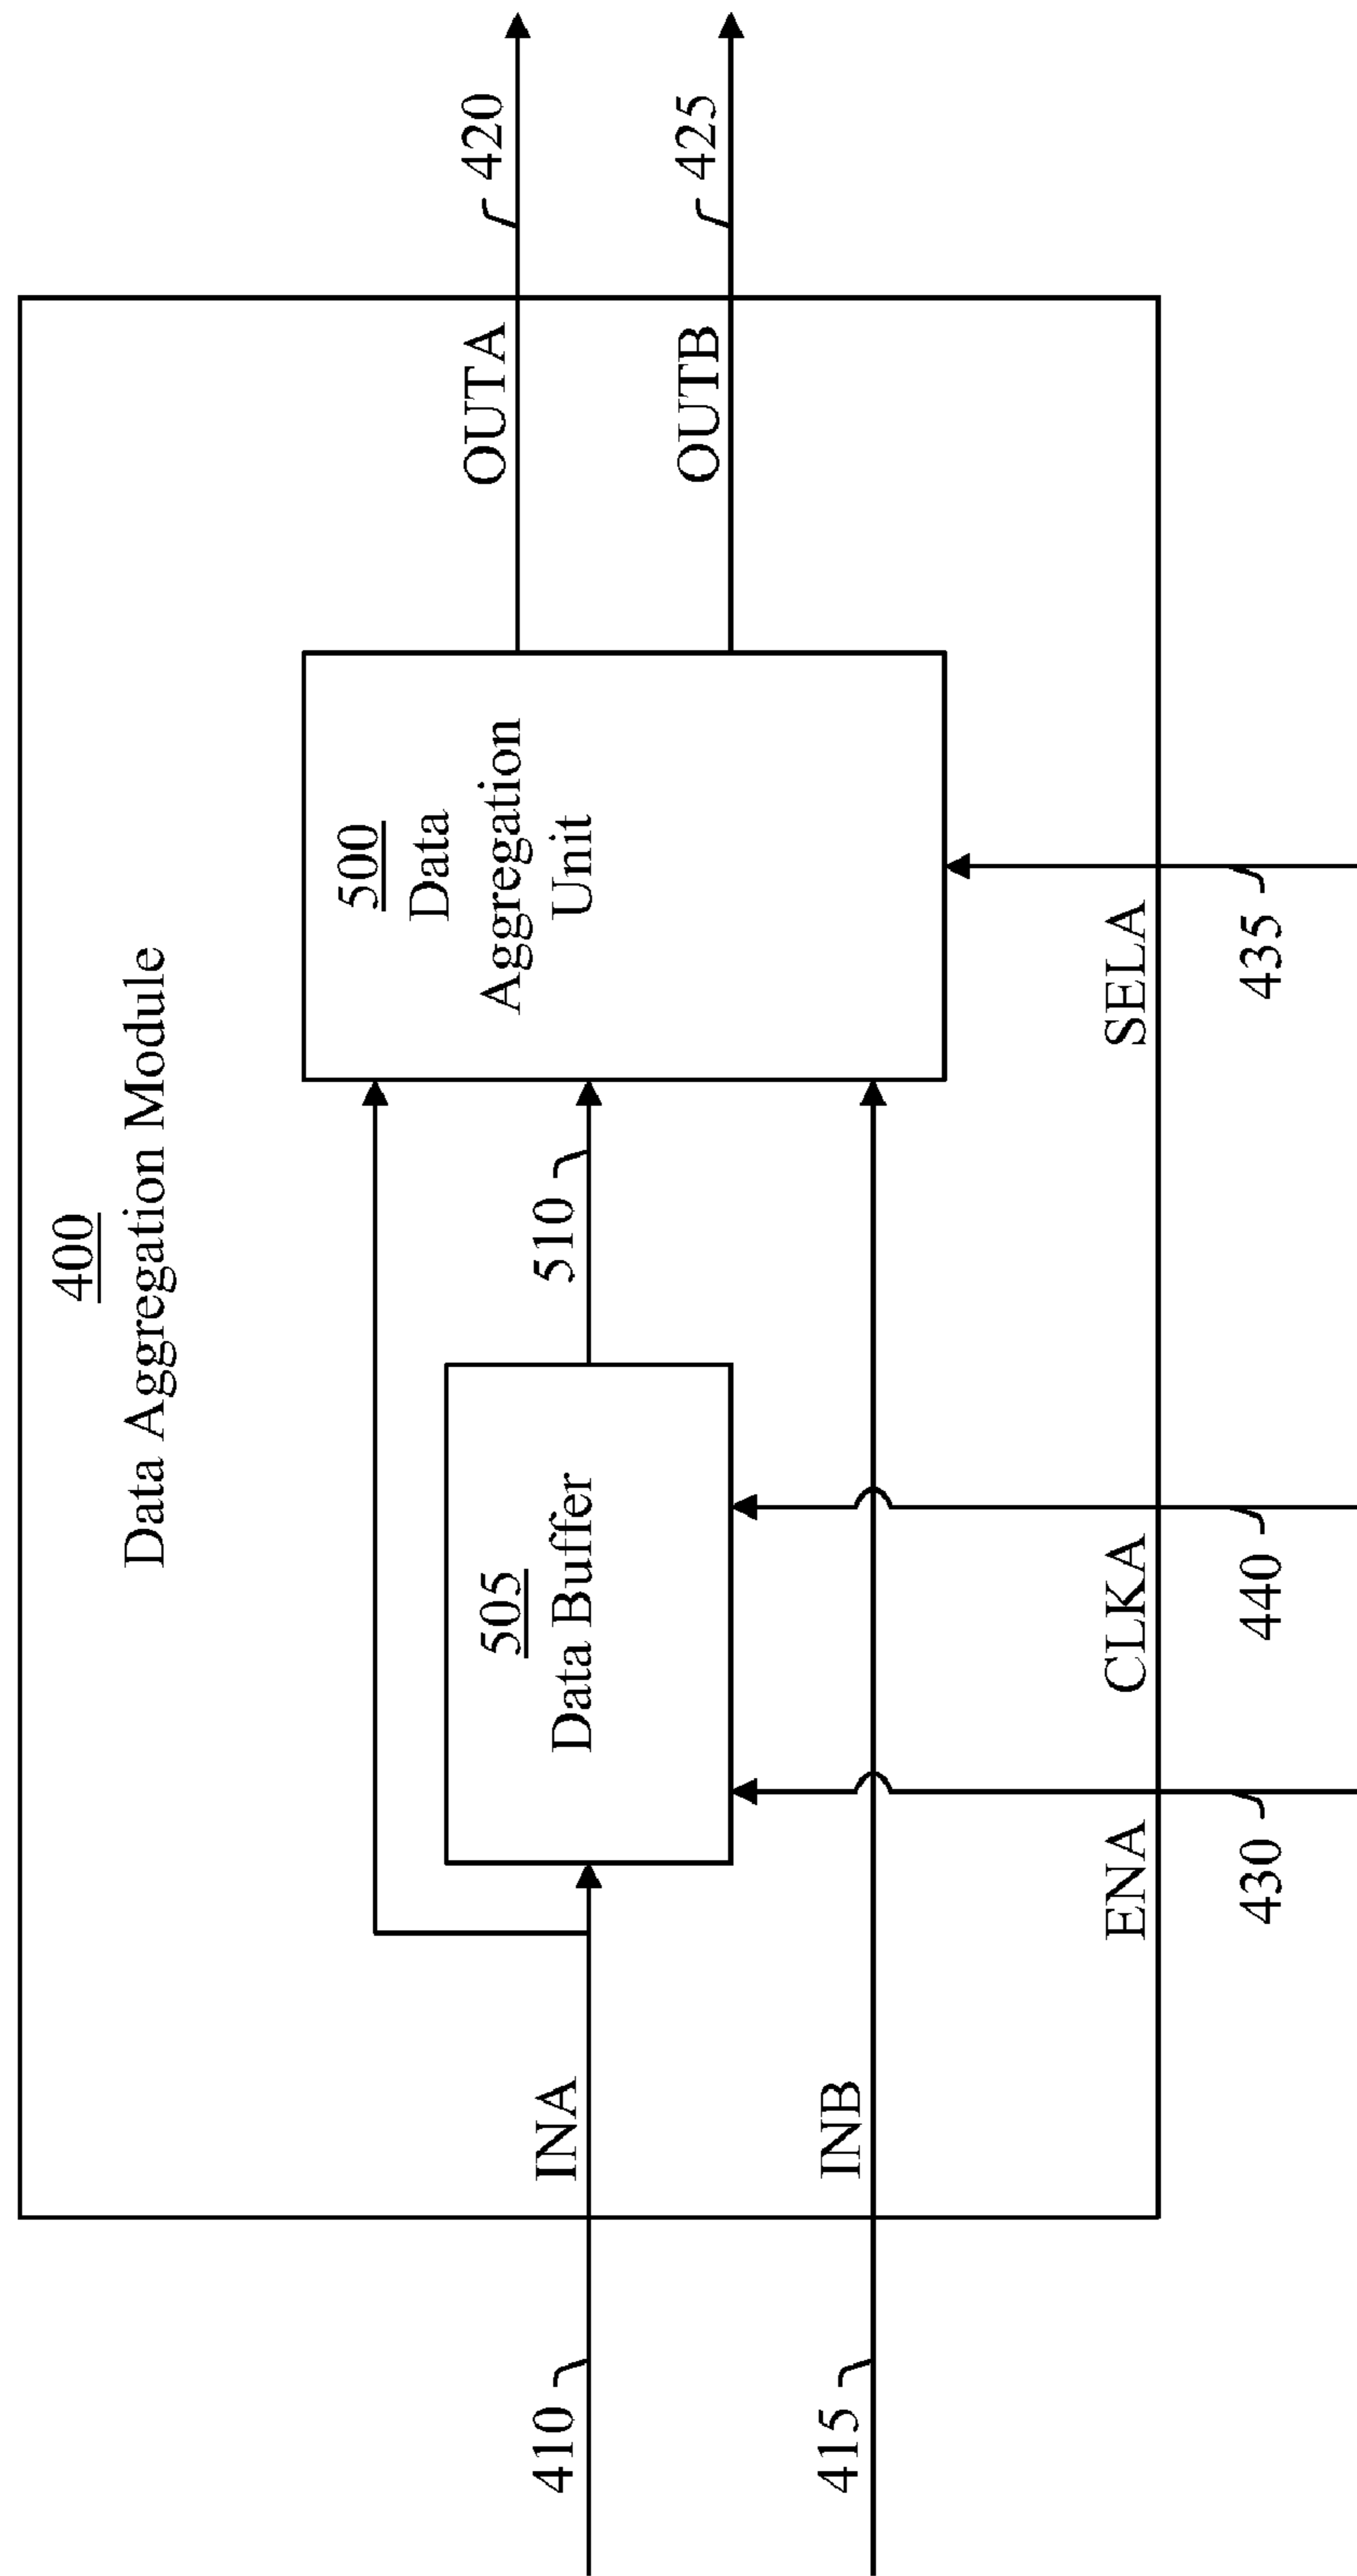 400
Data Aggregation Module
420
OUTA
425
OUTB
500
Data
Aggregation
Unit
510
505
Data Buffer
410
INA
415
INB
ENA
CLKA
SELA
430
440
435